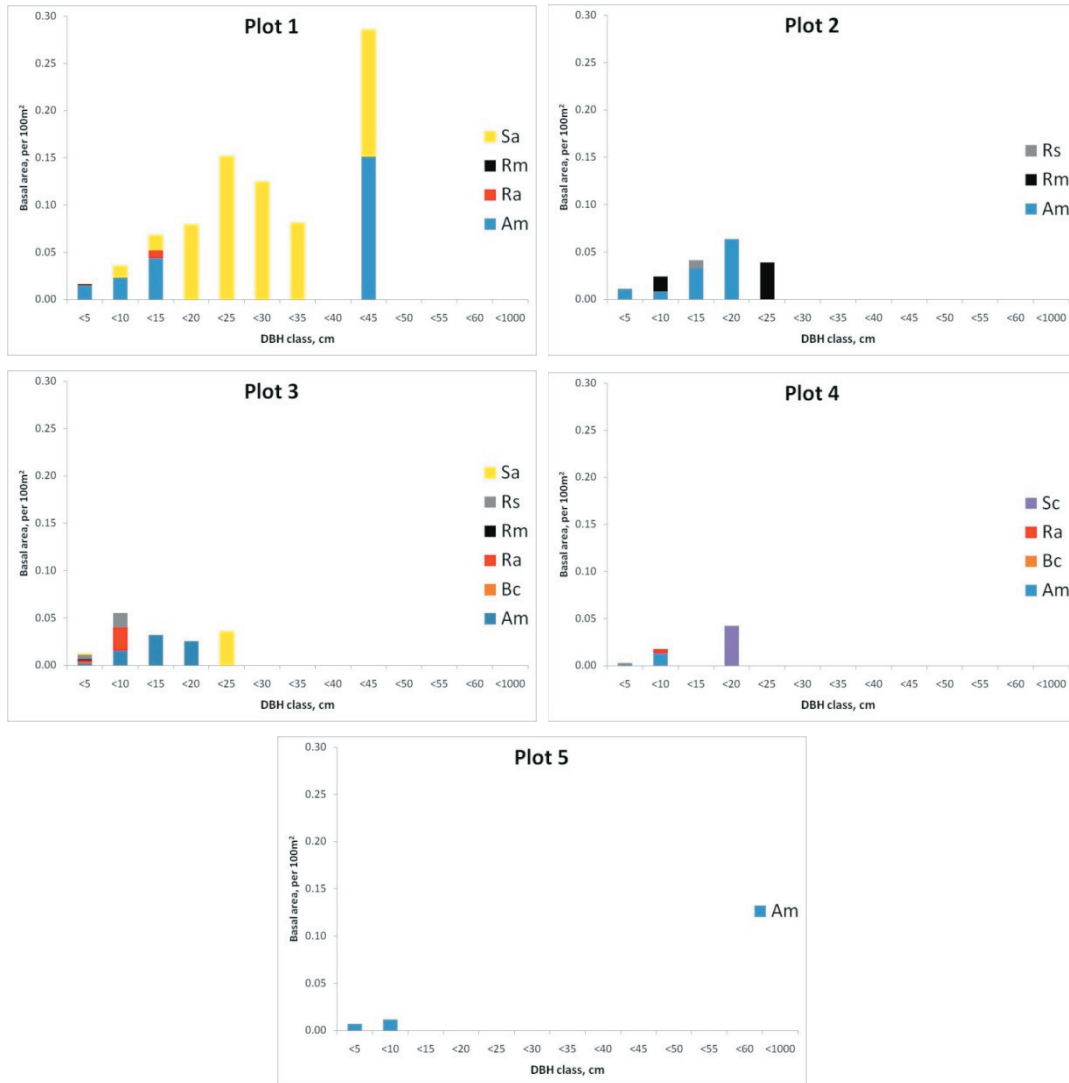 Plot 1
0.30
0.25
0.20
0.15
0.10
0.05
0.00
Basal area, per 100m²
<5 <10 <15 <20 <25 <30 <35 <40 <45 <50 <55 <60 <1000
DBH class, cm
Sa
Rm
Ra
Am
Plot 2
0.30
0.25
0.20
0.15
0.10
0.05
0.00
Basal area, per 100m²
<5 <10 <15 <20 <25 <30 <35 <40 <45 <50 <55 <60 <1000
DBH class, cm
Rs
Rm
Am
Plot 3
0.30
0.25
0.20
0.15
0.10
0.05
0.00
Basal area, per 100m²
<5 <10 <15 <20 <25 <30 <35 <40 <45 <50 <55 <60 <1000
DBH class, cm
Sa
Rs
Rm
Ra
Bc
Am
Plot 4
0.30
0.25
0.20
0.15
0.10
0.05
0.00
Basal area, per 100m²
<5 <10 <15 <20 <25 <30 <35 <40 <45 <50 <55 <60 <1000
DBH class, cm
Sc
Ra
Bc
Am
Plot 5
0.30
0.25
0.20
0.15
0.10
0.05
0.00
Basal area, per 100m²
<5 <10 <15 <20 <25 <30 <35 <40 <45 <50 <55 <60 <1000
DBH class, cm
Am